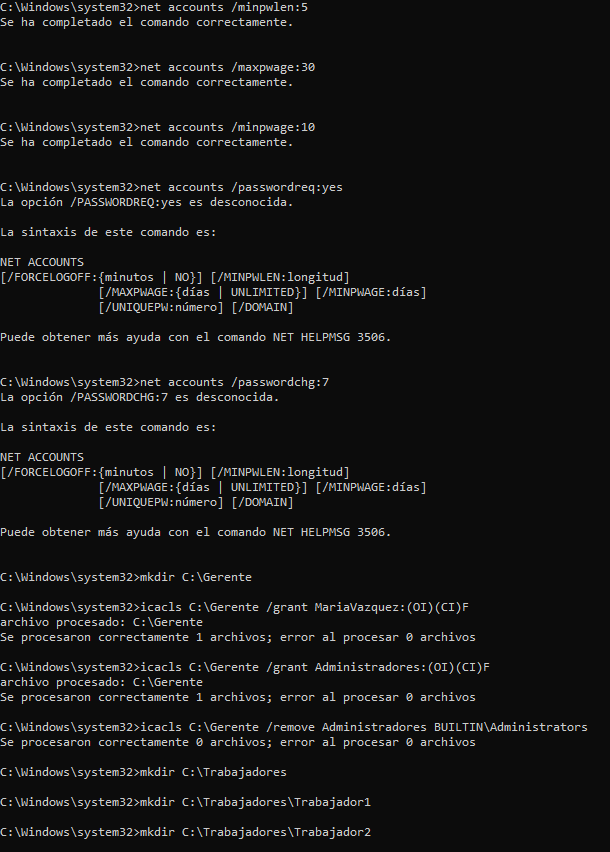 C:\Windows\system32>net accounts /minpwlen:5
Se ha completado el comando correctamente.
C:\Windows\system32>net accounts /maxpwage:30
Se ha completado el comando correctamente.
C:\Windows\system32>net accounts /minpwage:10
Se ha completado el comando correctamente.
C:\Windows\system32>net accounts /passwordreq:yes
La opción /PASSWORDREQ:yes es desconocida.
La sintaxis de este comando es:
NET ACCOUNTS
[/FORCELOGOFF:{minutos | NO}] [/MINPWLEN:longitud]
[/MAXPWAGE:{días | UNLIMITED}] [/MINPWAGE:días]
[/UNIQUEPW:número] [/DOMAIN]
Puede obtener más ayuda con el comando NET HELPMSG 3506.
C:\Windows\system32>net accounts /passwordchg:7
La opción /PASSWORDCHG:7 es desconocida.
La sintaxis de este comando es:
NET ACCOUNTS
[/FORCELOGOFF:{minutos | NO}] [/MINPWLEN:longitud]
[/MAXPWAGE:{días | UNLIMITED}] [/MINPWAGE:días]
[/UNIQUEPW:número] [/DOMAIN]
Puede obtener más ayuda con el comando NET HELPMSG 3506.
C:\Windows\system32>mkdir C:\Gerente
C:\Windows\system32>icacls C:\Gerente /grant MariaVazquez:(OI)(CI)F
archivo procesado: C:\Gerente
Se procesaron correctamente 1 archivos; error al procesar 0 archivos
C:\Windows\system32>icacls C:\Gerente /grant Administradores:(OI)(CI)F
archivo procesado: C:\Gerente
Se procesaron correctamente 1 archivos; error al procesar 0 archivos
C:\Windows\system32>icacls C:\Gerente /remove Administradores BUILTIN\Administrators
Se procesaron correctamente 0 archivos; error al procesar 0 archivos
C:\Windows\system32>mkdir C:\Trabajadores
C:\Windows\system32>mkdir C:\Trabajadores\Trabajador1
C:\Windows\system32>mkdir C:\Trabajadores\Trabajador2